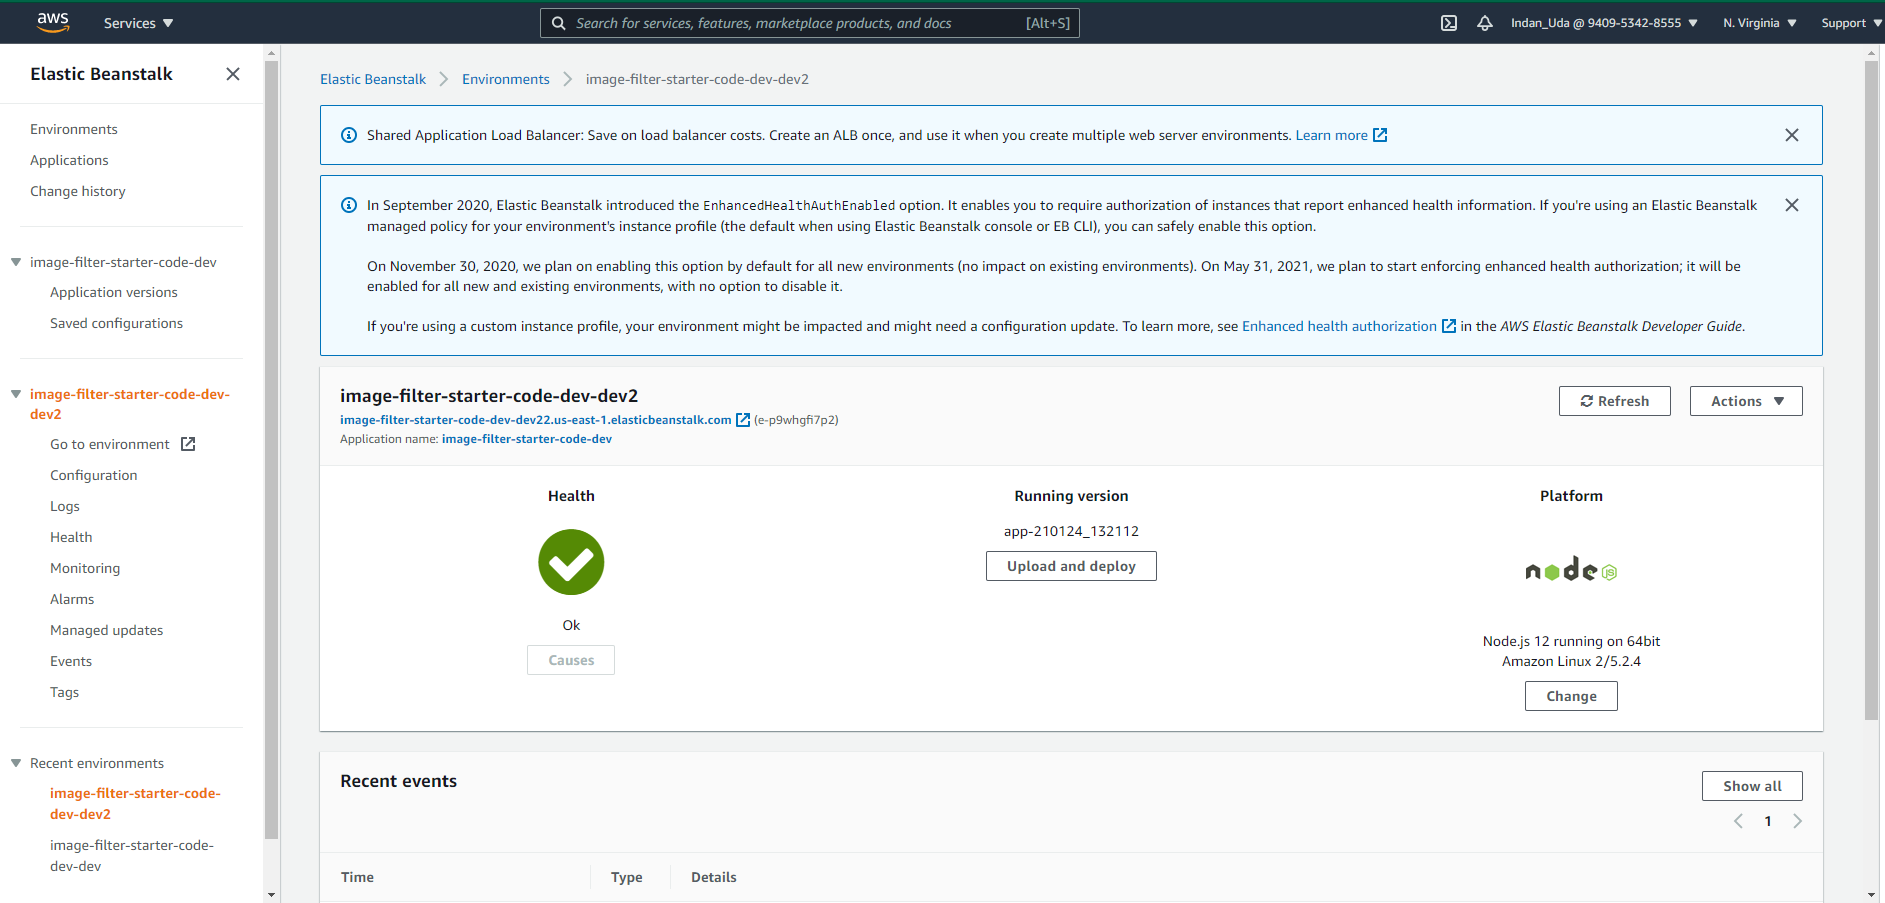 aws
Services
Search for services, features, marketplace products, and docs
[Alt+S]
Indan_Uda @ 9409-5342-8555
N. Virginia
Support
Elastic Beanstalk
Environments
Applications
Change history
image-filter-starter-code-dev
Application versions
Saved configurations
image-filter-starter-code-dev-
dev2
Go to environment
Configuration
Logs
Health
Monitoring
Alarms
Managed updates
Events
Tags
Recent environments
image-filter-starter-code-
dev-dev2
image-filter-starter-code-
dev-dev
Elastic Beanstalk
Environments
image-filter-starter-code-dev-dev2
Shared Application Load Balancer: Save on load balancer costs. Create an ALB once, and use it when you create multiple web server environments. Learn more
In September 2020, Elastic Beanstalk introduced the EnhancedHealthAuthEnabled option. It enables you to require authorization of instances that report enhanced health information. If you're using an Elastic Beanstalk
managed policy for your environment's instance profile (the default when using Elastic Beanstalk console or EB CLI), you can safely enable this option.
On November 30, 2020, we plan on enabling this option by default for all new environments (no impact on existing environments). On May 31, 2021, we plan to start enforcing enhanced health authorization; it will be
enabled for all new and existing environments, with no option to disable it.
If you're using a custom instance profile, your environment might be impacted and might need a configuration update. To learn more, see Enhanced health authorization in the AWS Elastic Beanstalk Developer Guide.
image-filter-starter-code-dev-dev2
image-filter-starter-code-dev-dev22.us-east-1.elasticbeanstalk.com (e-p9whgfi7p2)
Application name: image-filter-starter-code-dev
Refresh
Actions
Health
Ok
Causes
Running version
app-210124_132112
Upload and deploy
Platform
node
JS
Node.js 12 running on 64bit
Amazon Linux 2/5.2.4
Change
Recent events
Show all
1
Time
Type
Details